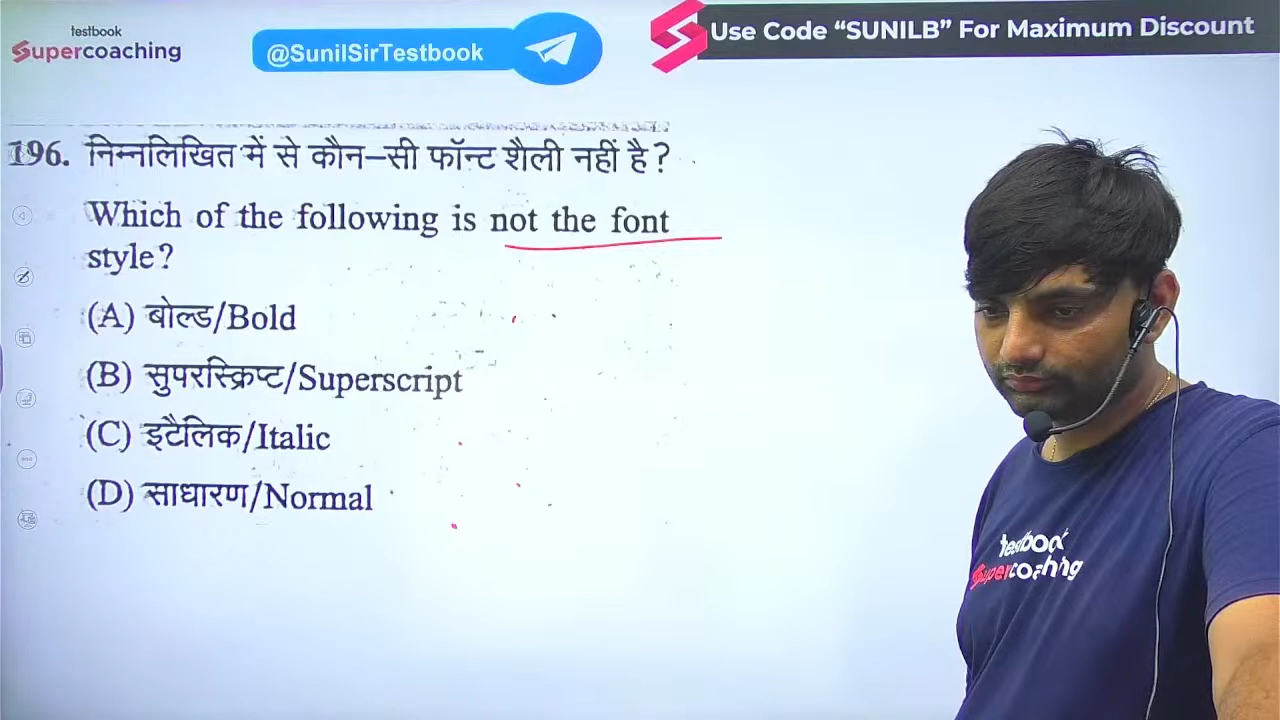 testbook
Supercoaching
@SunilSirTestbook
Use Code “SUNILB” For Maximum Discount
196. निम्नलिखित में से कौन–सी फॉन्ट शैली नहीं है?
Which of the following is not the font
style?
(A) बोल्ड/Bold
(B) सुपरस्क्रिप्ट/Superscript
(C) इटैलिक/Italic
(D) साधारण/Normal
testbook
Supercoaching